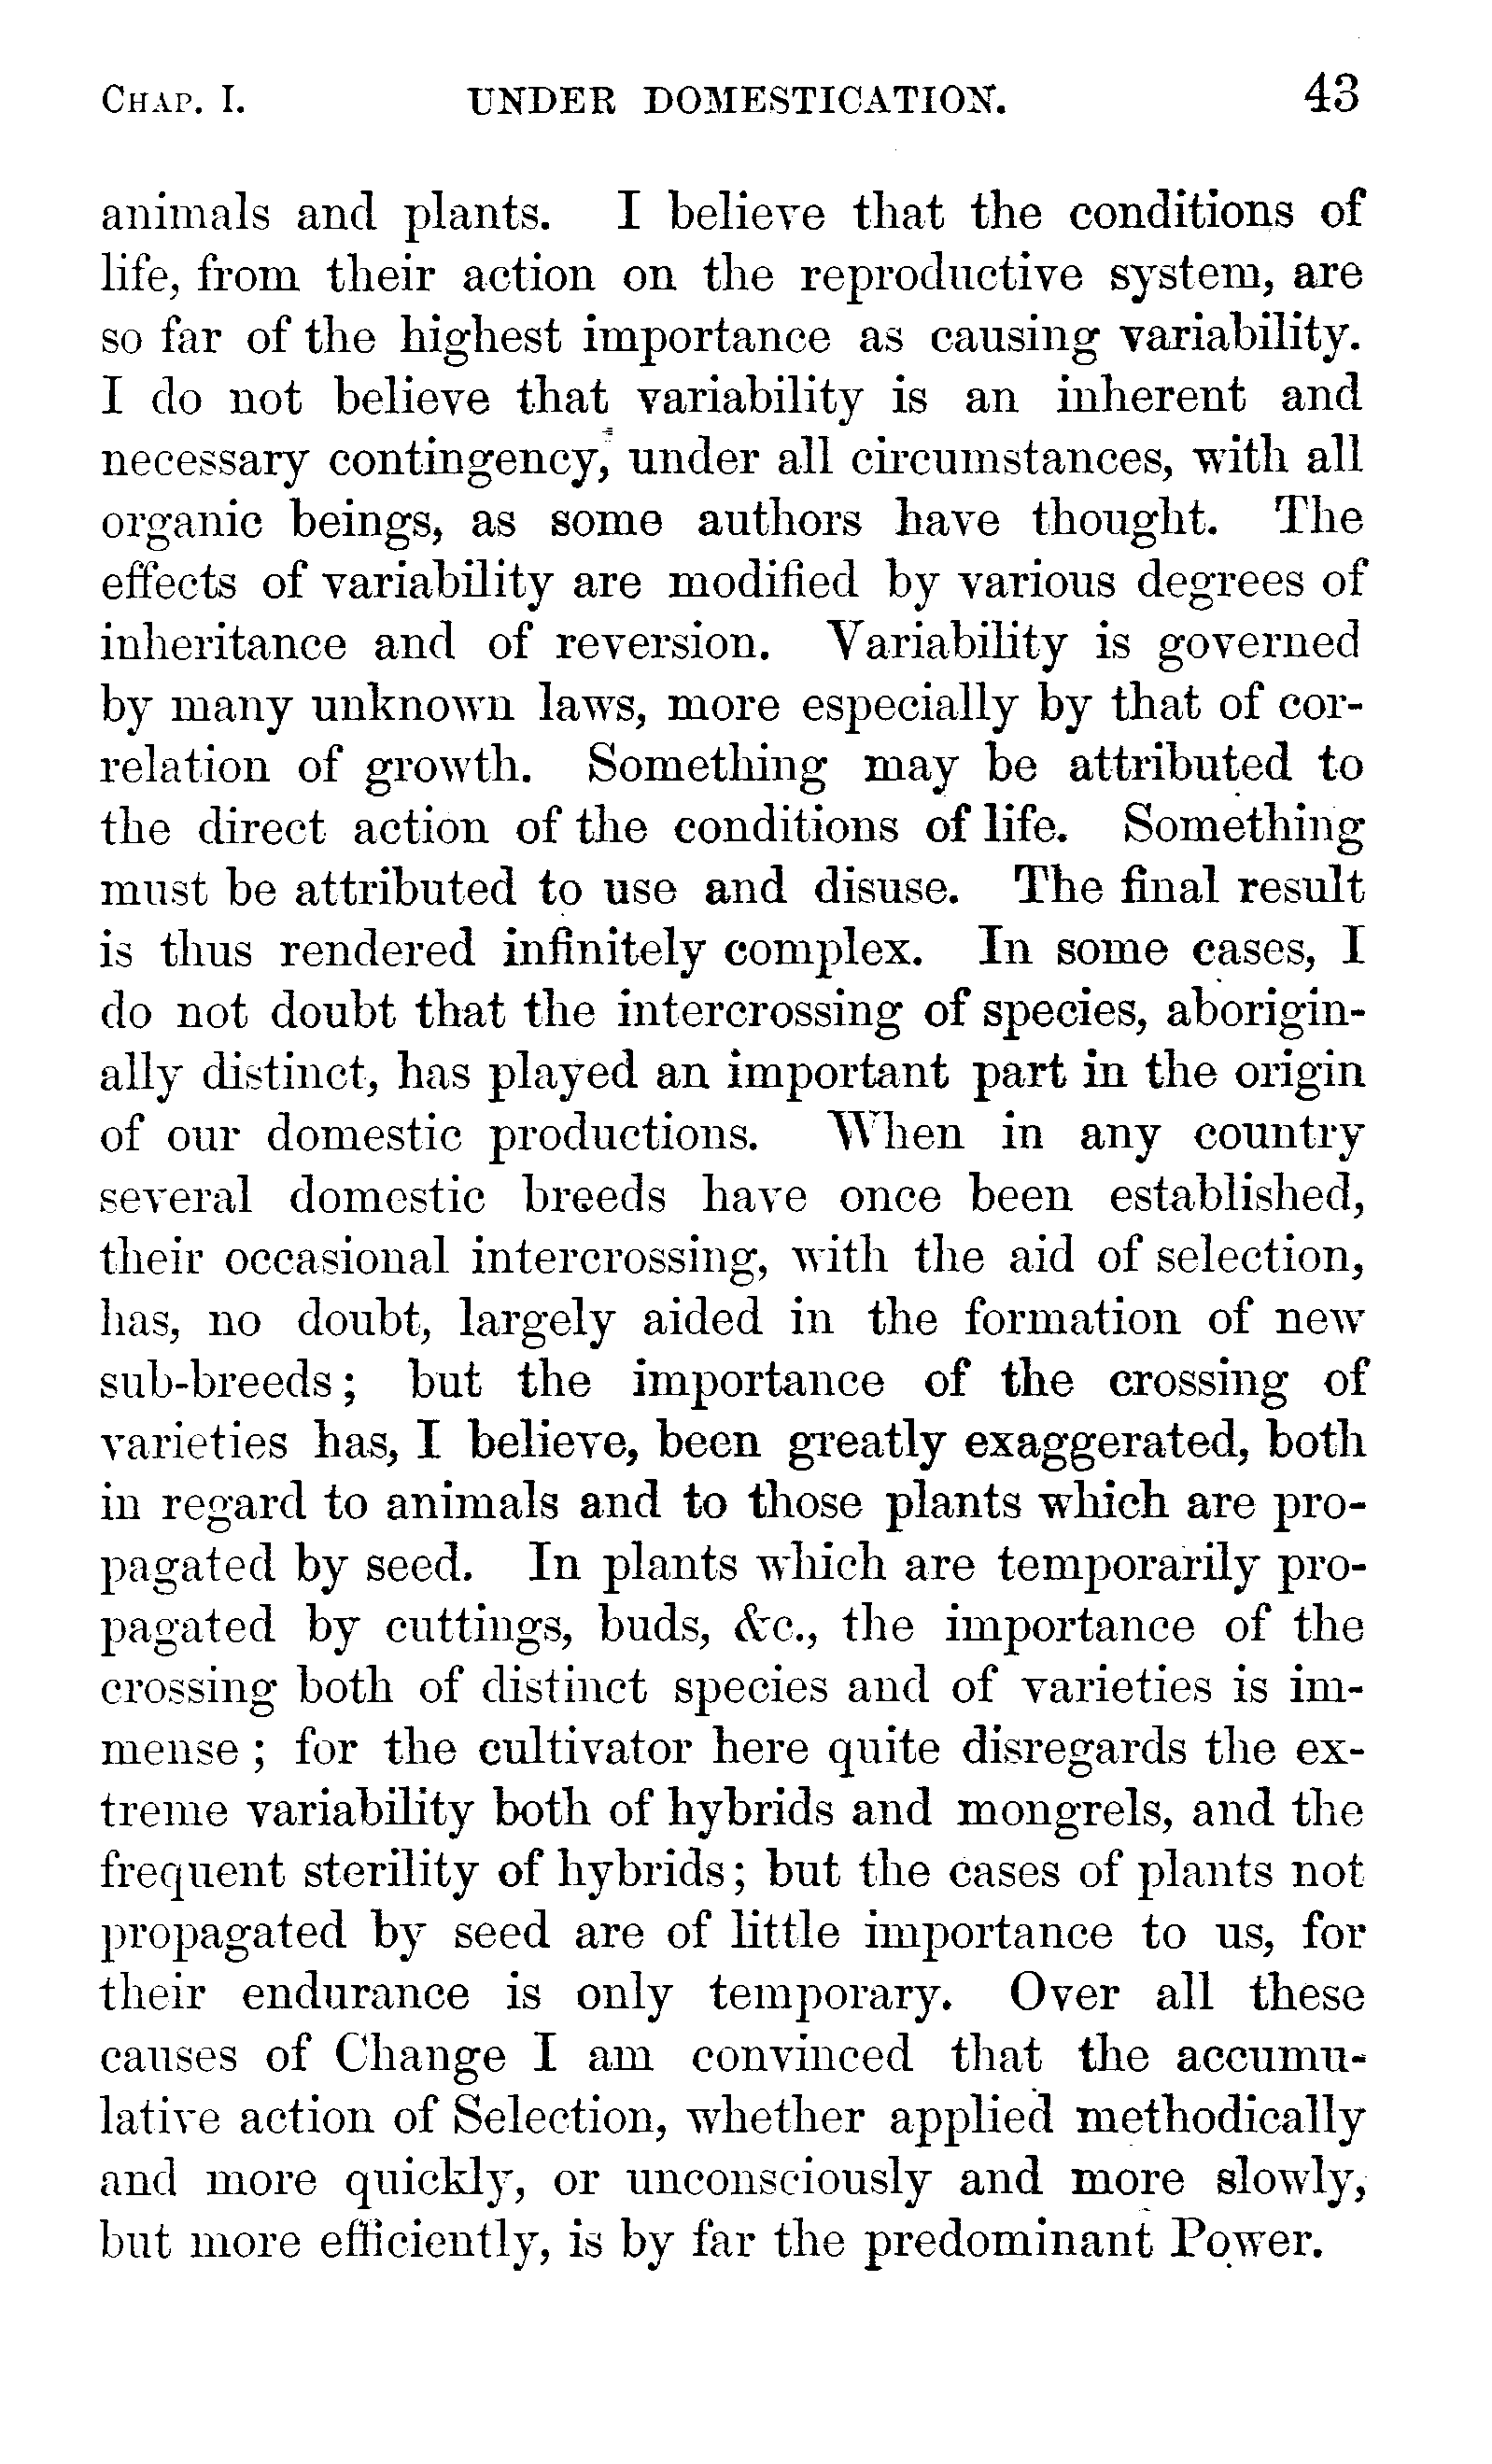 CHAP. I. UNDER DOMESTICATION. 43
animals and plants. I believe that the conditions of
life, from their action on the reproductive system, are
so far of the highest importance as causing variability.
I do not believe that variability is an inherent and
necessary contingency, under all circumstances, with all
organic beings, as some authors have thought. The
effects of variability are modified by various degrees of
inheritance and of reversion. Variability is governed
by many unknown laws, more especially by that of cor-
relation of growth. Something may be attributed to
the direct action of the conditions of life. Something
must be attributed to use and disuse. The final result
is thus rendered infinitely complex. In some cases, I
do not doubt that the intercrossing of species, aborigin-
ally distinct, has played an important part in the origin
of our domestic productions. When in any country
several domestic breeds have once been established,
their occasional intercrossing, with the aid of selection,
has, no doubt, largely aided in the formation of new
sub-breeds; but the importance of the crossing of
varieties has, I believe, been greatly exaggerated, both
in regard to animals and to those plants which are pro-
pagated by seed. In plants which are temporarily pro-
pagated by cuttings, buds, &c., the importance of the
crossing both of distinct species and of varieties is im-
mense; for the cultivator here quite disregards the ex-
treme variability both of hybrids and mongrels, and the
frequent sterility of hybrids; but the cases of plants not
propagated by seed are of little importance to us, for
their endurance is only temporary. Over all these
causes of Change I am convinced that the accumu-
lative action of Selection, whether applied methodically
and more quickly, or unconsciously and more slowly,
but more efficiently, is by far the predominant Power.